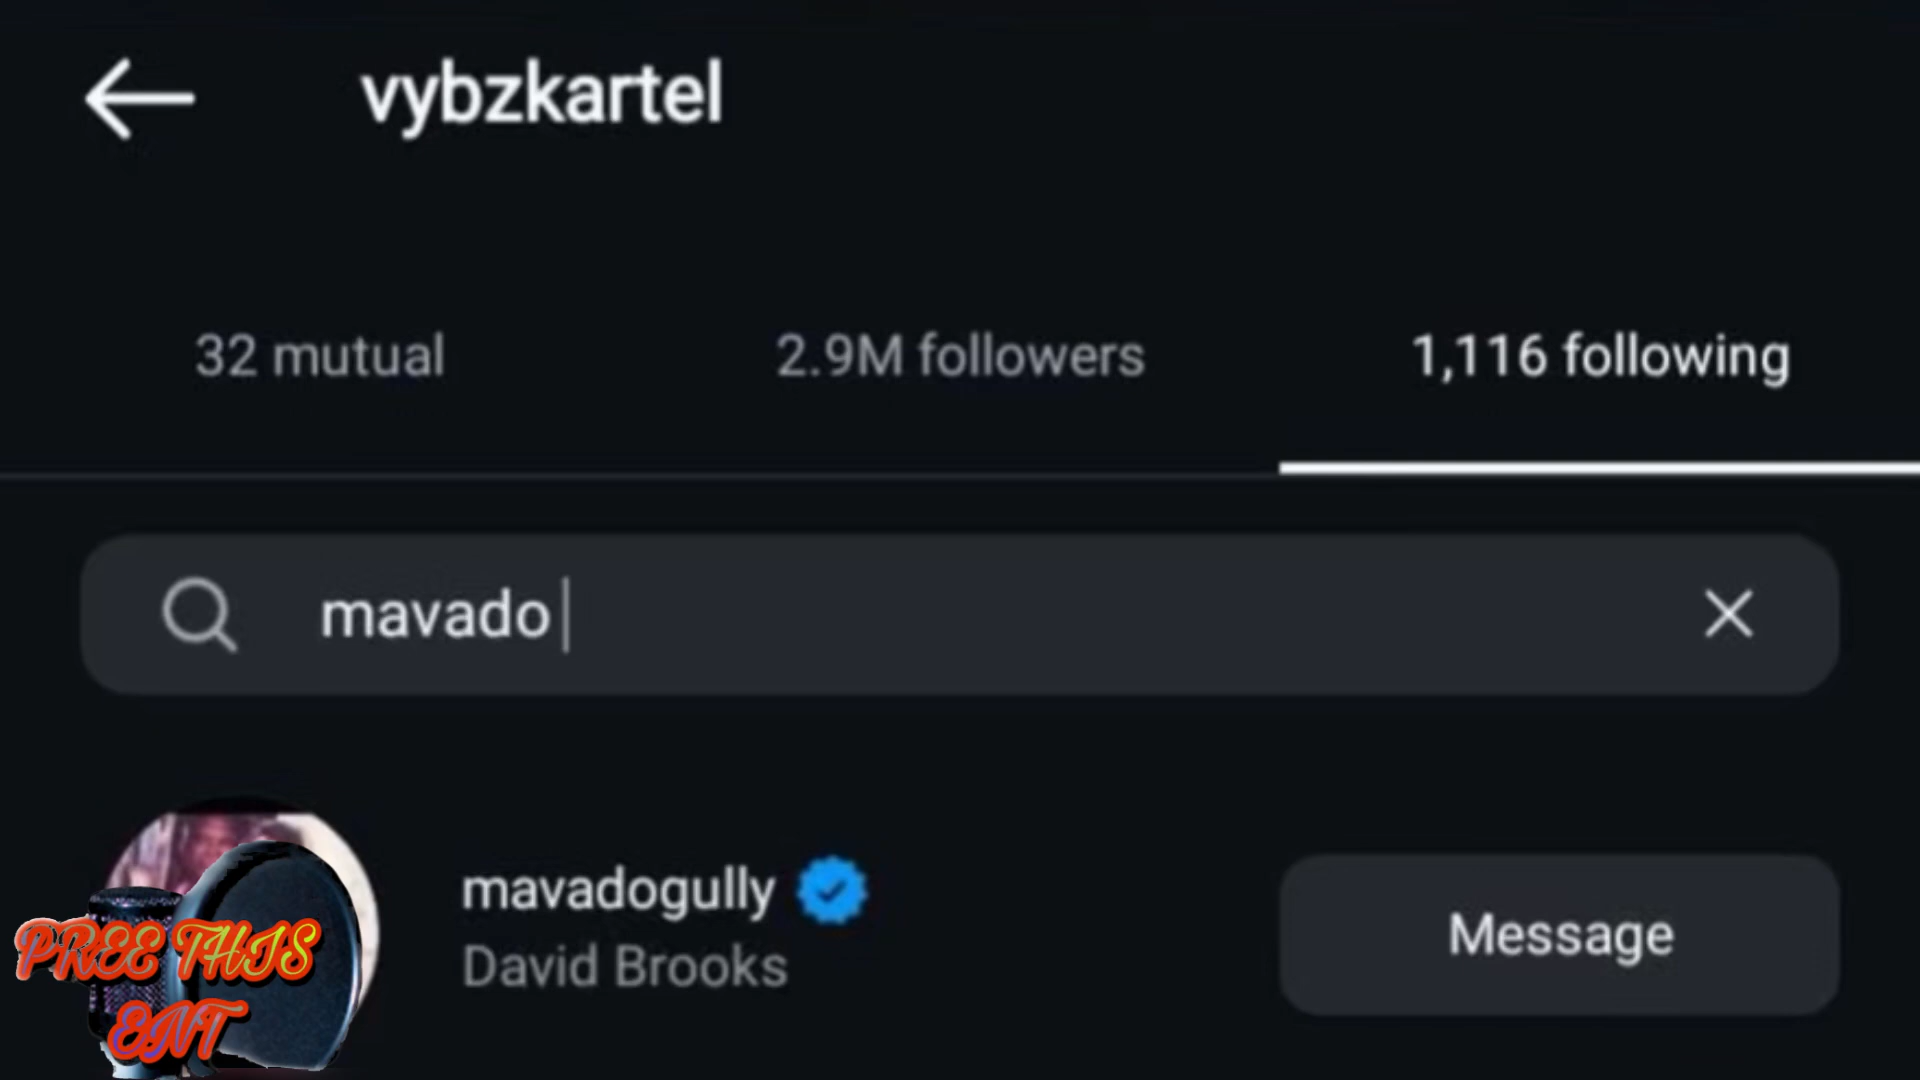 vybzkartel
32 mutual
2.9M followers
1,116 following
mavado
mavadogully
David Brooks
Message
PREE THIS
ENT